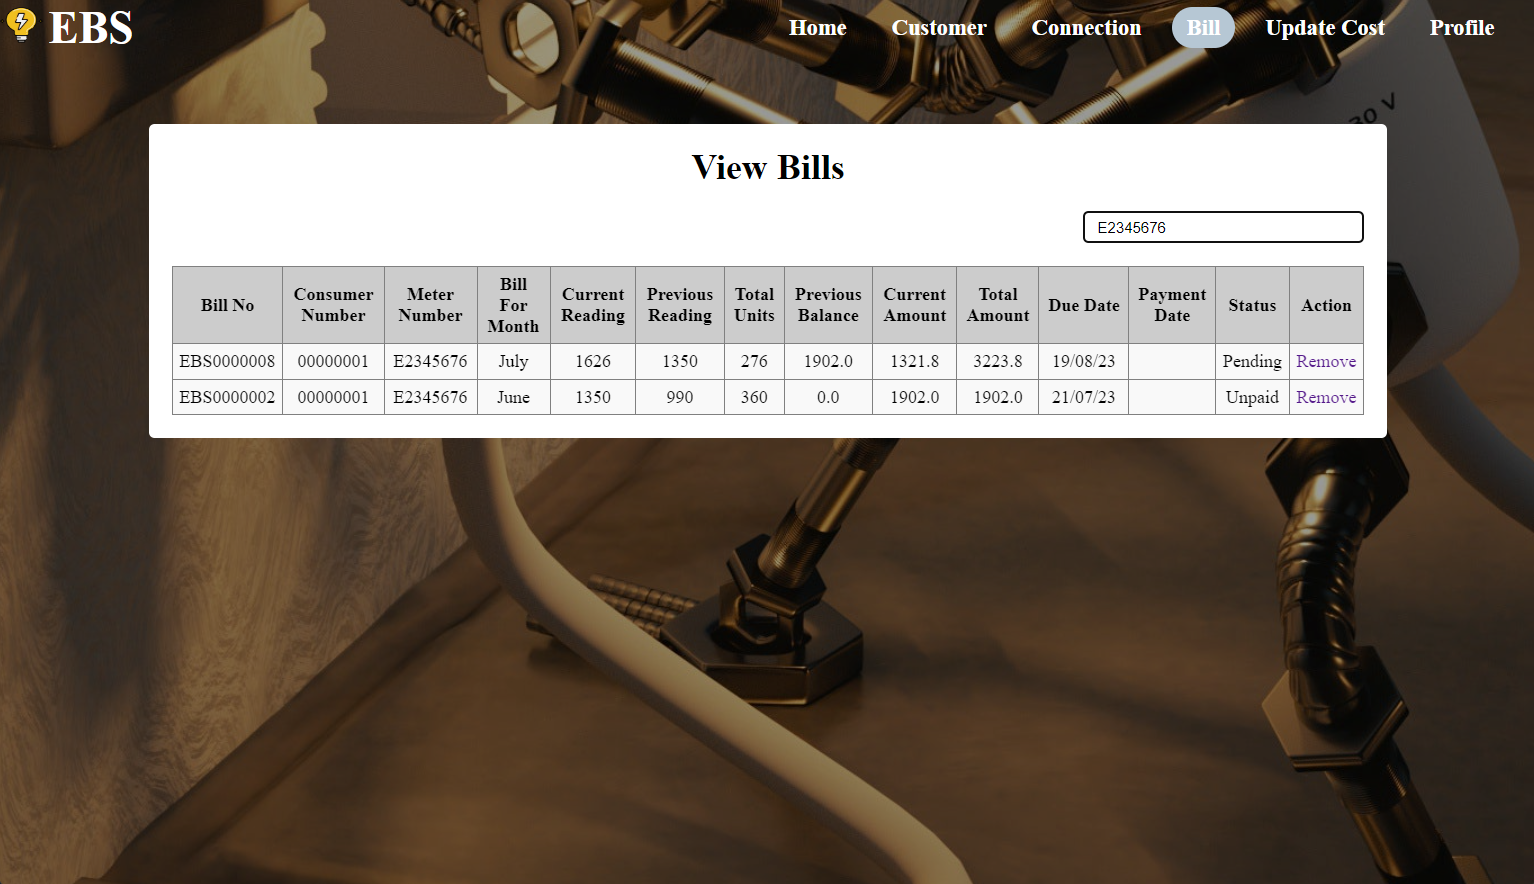 EBS
Home Customer Connection Bill Update Cost Profile
30 V
View Bills
E2345676
Bill No Consumer Number Meter Number Bill For Month Current Reading Previous Reading Total Units Previous Balance Current Amount Total Amount Due Date Payment Date Status Action
EBS0000008 00000001 E2345676 July 1626 1350 276 1902.0 1321.8 3223.8 19/08/23 Pending Remove
EBS0000002 00000001 E2345676 June 1350 990 360 0.0 1902.0 1902.0 21/07/23 Unpaid Remove